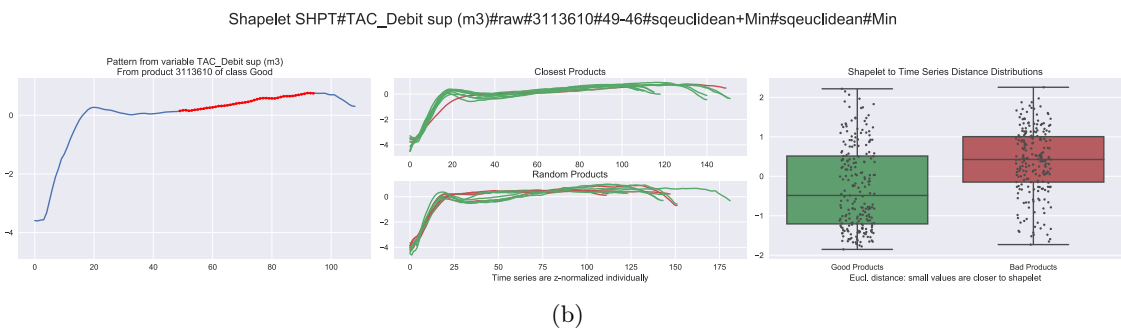 Shapelet SHPT#TAC_Debit sup (m3)#raw#3113610#49-46#sqeuclidean+Min#sqeuclidean#Min
Pattern from variable TAC_Debit sup (m3)
From product 3113610 of class Good
0
−2
−4
0 20 40 60 80 100
Closest Products
0
−2
−4
0 20 40 60 80 100 120 140
Random Products
0
−2
−4
0 25 50 75 100 125 150 175
Time series are z-normalized individually
Shapelet to Time Series Distance Distributions
2
1
0
−1
−2
Good Products Bad Products
Eucl. distance: small values are closer to shapelet
(b)